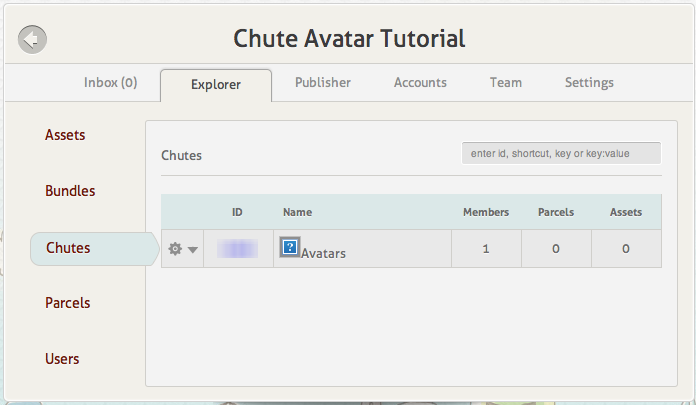 Chute Avatar Tutorial
Inbox (0) Explorer Publisher Accounts Team Settings
Assets
Bundles
Chutes
Parcels
Users
Chutes enter id, shortcut, key or key:value
ID Name Members Parcels Assets
Avatars 1 0 0